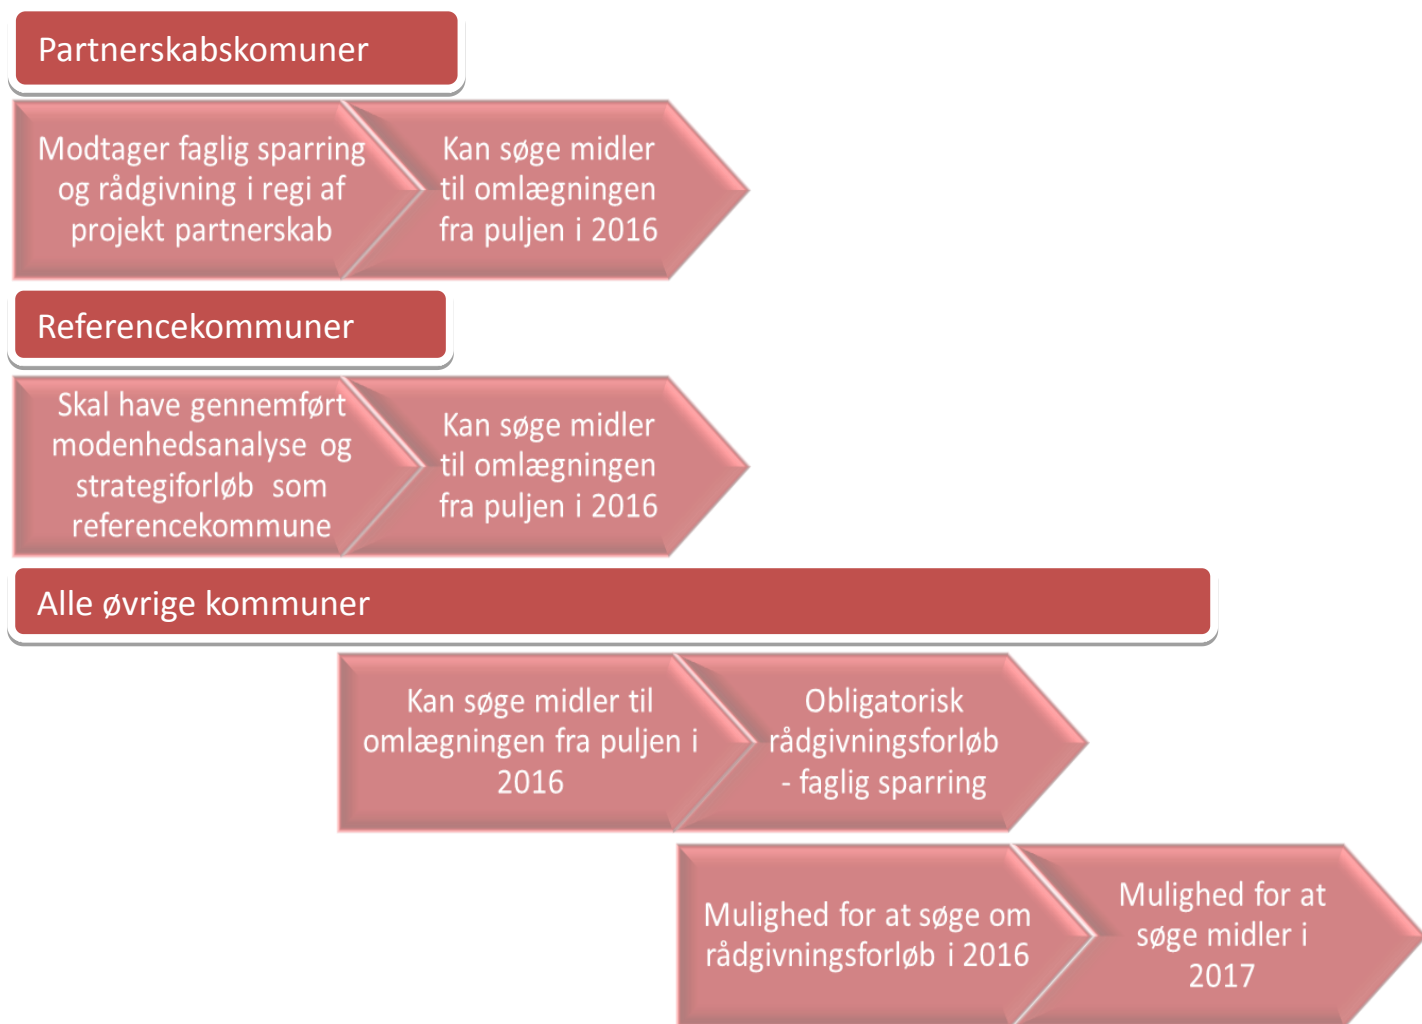 Partnerskabskomuner
Modtager faglig sparring
og rådgivning i regi af
projekt partnerskab
Kan søge midler
til omlægningen
fra puljen i 2016
Referencekommuner
Skal have gennemført
modenhedsanalyse og
strategiforløb som
referencekommune
Kan søge midler
til omlægningen
fra puljen i 2016
Alle øvrige kommuner
Kan søge midler til
omlægningen fra puljen i
2016
Obligatorisk
rådgivningsforløb
- faglig sparring
Mulighed for at søge om
rådgivningsforløb i 2016
Mulighed for at
søge midler i
2017